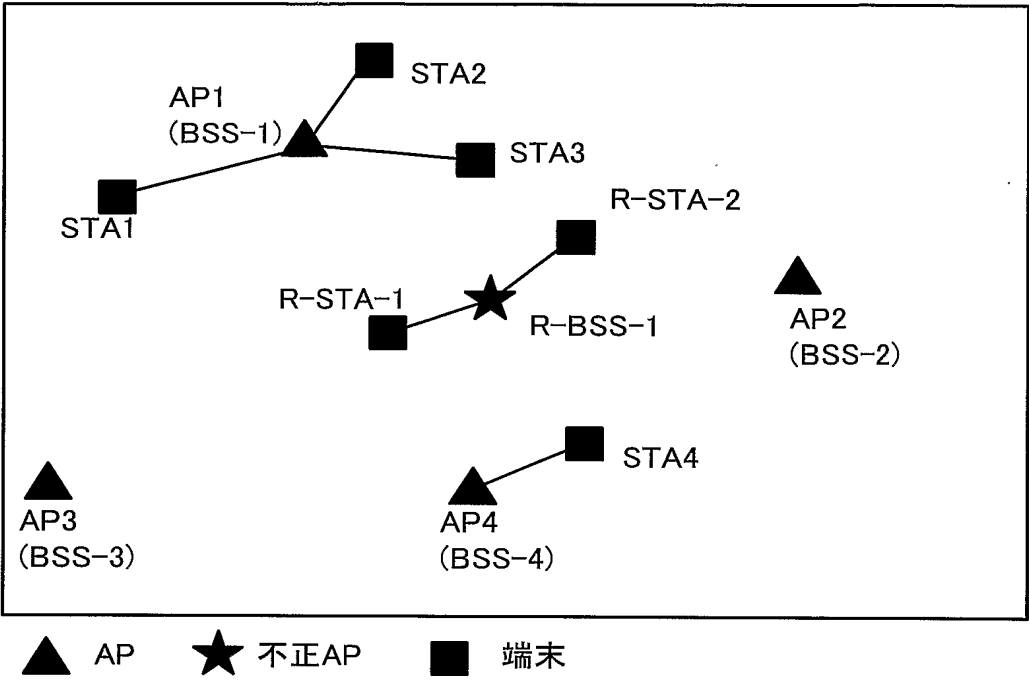 STA2
AP1
(BSS-1)
STA3
STA1
R-STA-2
R-STA-1
R-BSS-1
AP2
(BSS-2)
STA4
AP3
(BSS-3)
AP4
(BSS-4)
AP 不正AP 端末